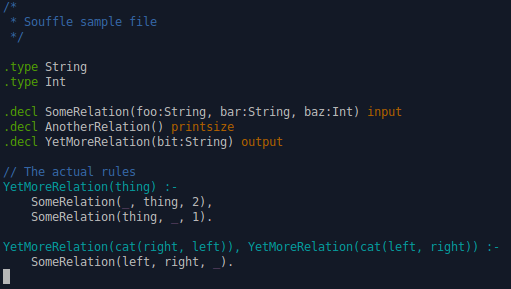 /*
 * Souffle sample file
 */
.type String
.type Int
.decl SomeRelation(foo:String, bar:String, baz:Int) input
.decl AnotherRelation() printsize
.decl YetMoreRelation(bit:String) output
// The actual rules
YetMoreRelation(thing) :-
    SomeRelation(_, thing, 2),
    SomeRelation(thing, _, 1).
YetMoreRelation(cat(right, left)), YetMoreRelation(cat(left, right)) :-
    SomeRelation(left, right, _).